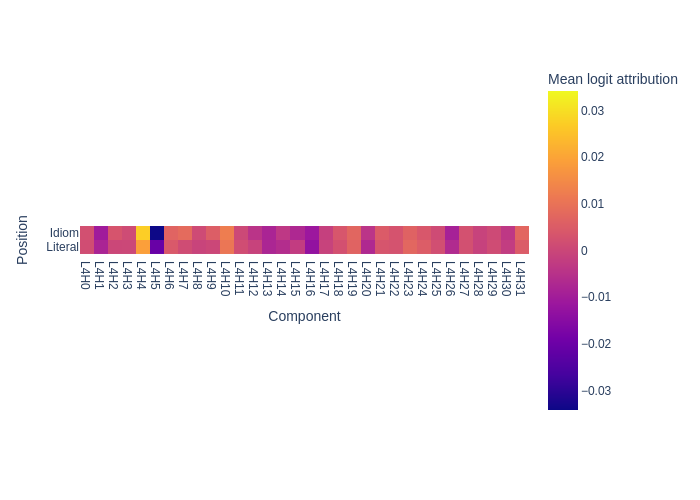 Mean logit attribution
0.03
0.02
0.01
0
−0.01
−0.02
−0.03
Position
Idiom
Literal
L4H0 L4H1 L4H2 L4H3 L4H4 L4H5 L4H6 L4H7 L4H8 L4H9 L4H10 L4H11 L4H12 L4H13 L4H14 L4H15 L4H16 L4H17 L4H18 L4H19 L4H20 L4H21 L4H22 L4H23 L4H24 L4H25 L4H26 L4H27 L4H28 L4H29 L4H30 L4H31
Component